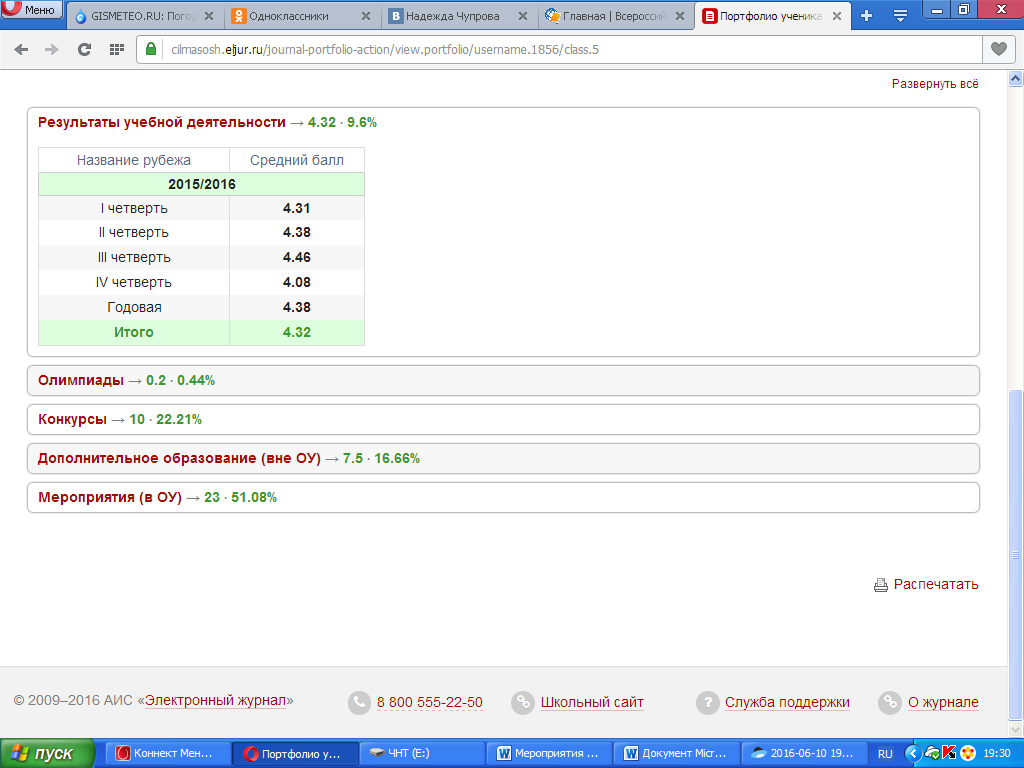 Меню
GISMETEO.RU: Погод
Одноклассники
Надежда Чупрова
Главная | Всероссий
Портфолио ученика
cilmasosh.eljur.ru/journal-portfolio-action/view.portfolio/username.1856/class.5
Развернуть всё
Результаты учебной деятельности → 4.32 · 9.6%
Название рубежа Средний балл
2015/2016
I четверть 4.31
II четверть 4.38
III четверть 4.46
IV четверть 4.08
Годовая 4.38
Итого 4.32
Олимпиады → 0.2 · 0.44%
Конкурсы → 10 · 22.21%
Дополнительное образование (вне ОУ) → 7.5 · 16.66%
Мероприятия (в ОУ) → 23 · 51.08%
Распечатать
© 2009–2016 АИС «Электронный журнал» 8 800 555-22-50 Школьный сайт Служба поддержки О журнале
пуск Коннект Мен... Портфолио у... ЧНТ (E:) Мероприятия ... Документ Micr... 2016-06-10 19... RU 19:30